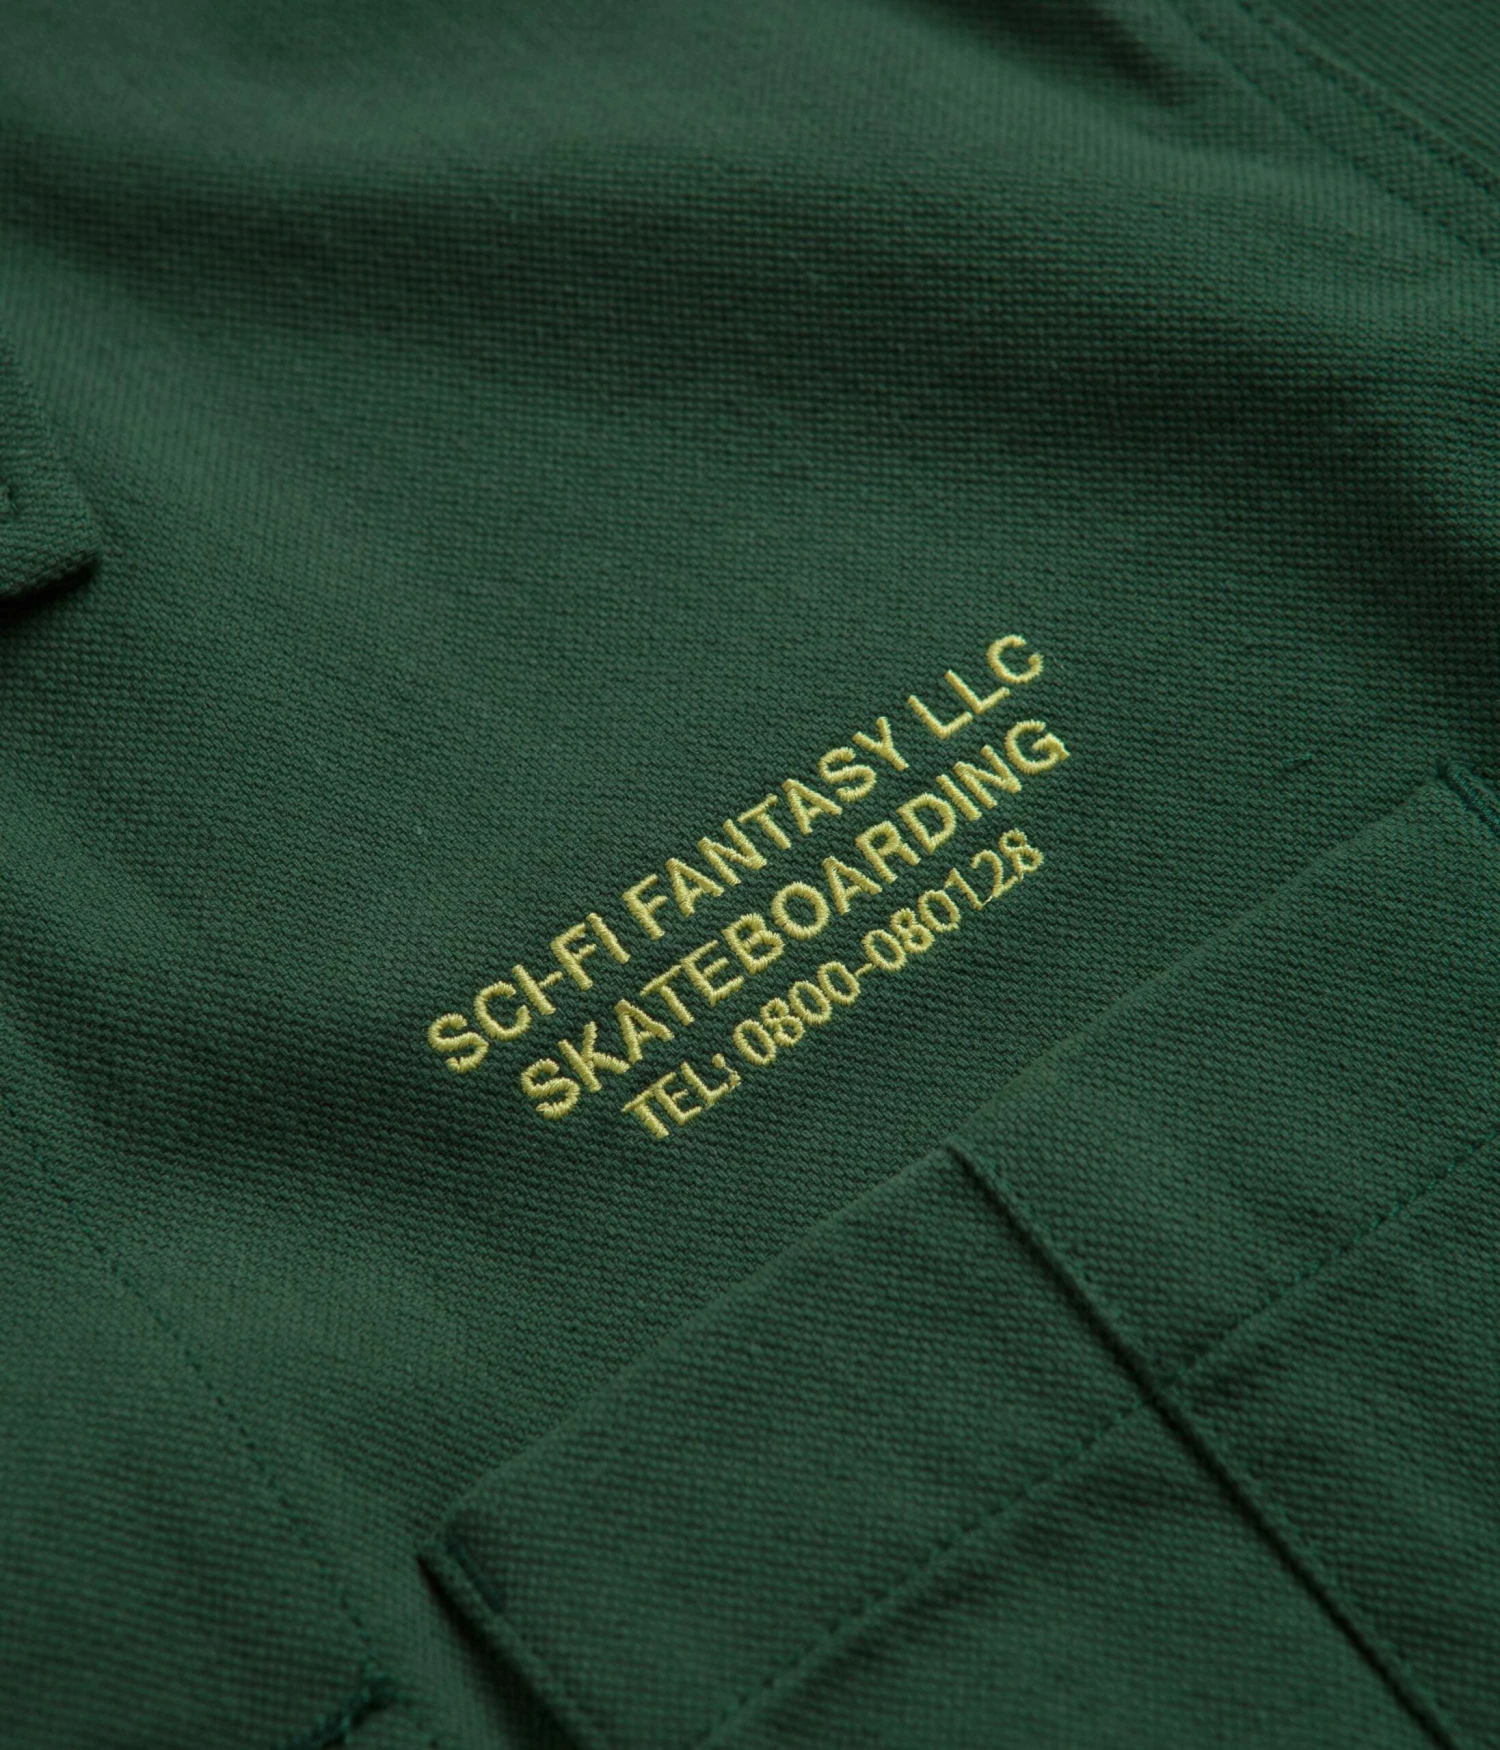 SCI-FI FANTASY LLC
SKATEBOARDING
TEL: 0800-080128